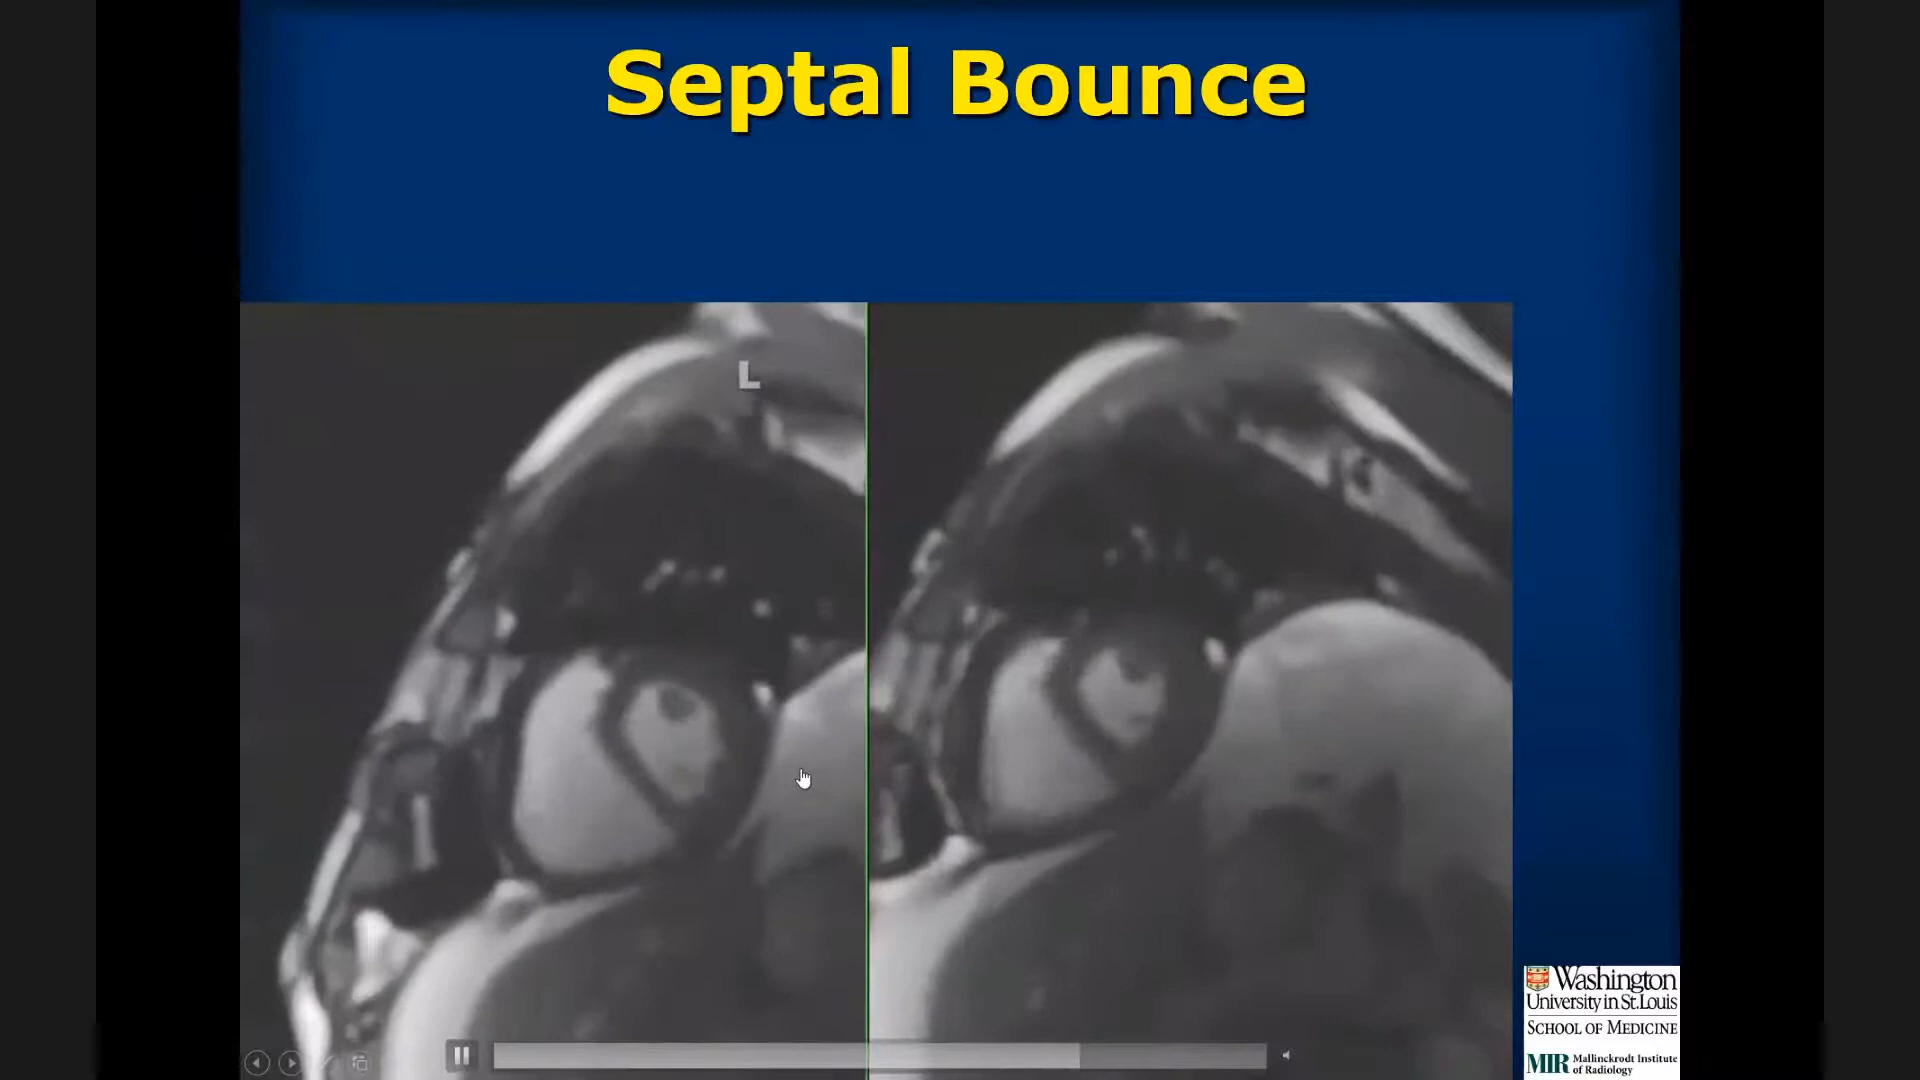 Septal Bounce
L
Washington
University in St. Louis
SCHOOL OF MEDICINE
MIR Mallinckrodt Institute
of Radiology